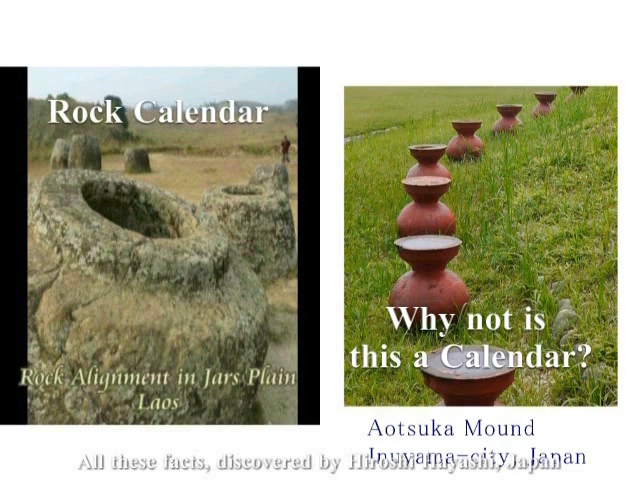 Rock Calendar
Rock Alignment in Jars Plain
Laos
Why not is
this a Calendar?
Aotsuka Mound
Inuyama-city, Japan
All these facts, discovered by Hiroshi Hayashi, Japan